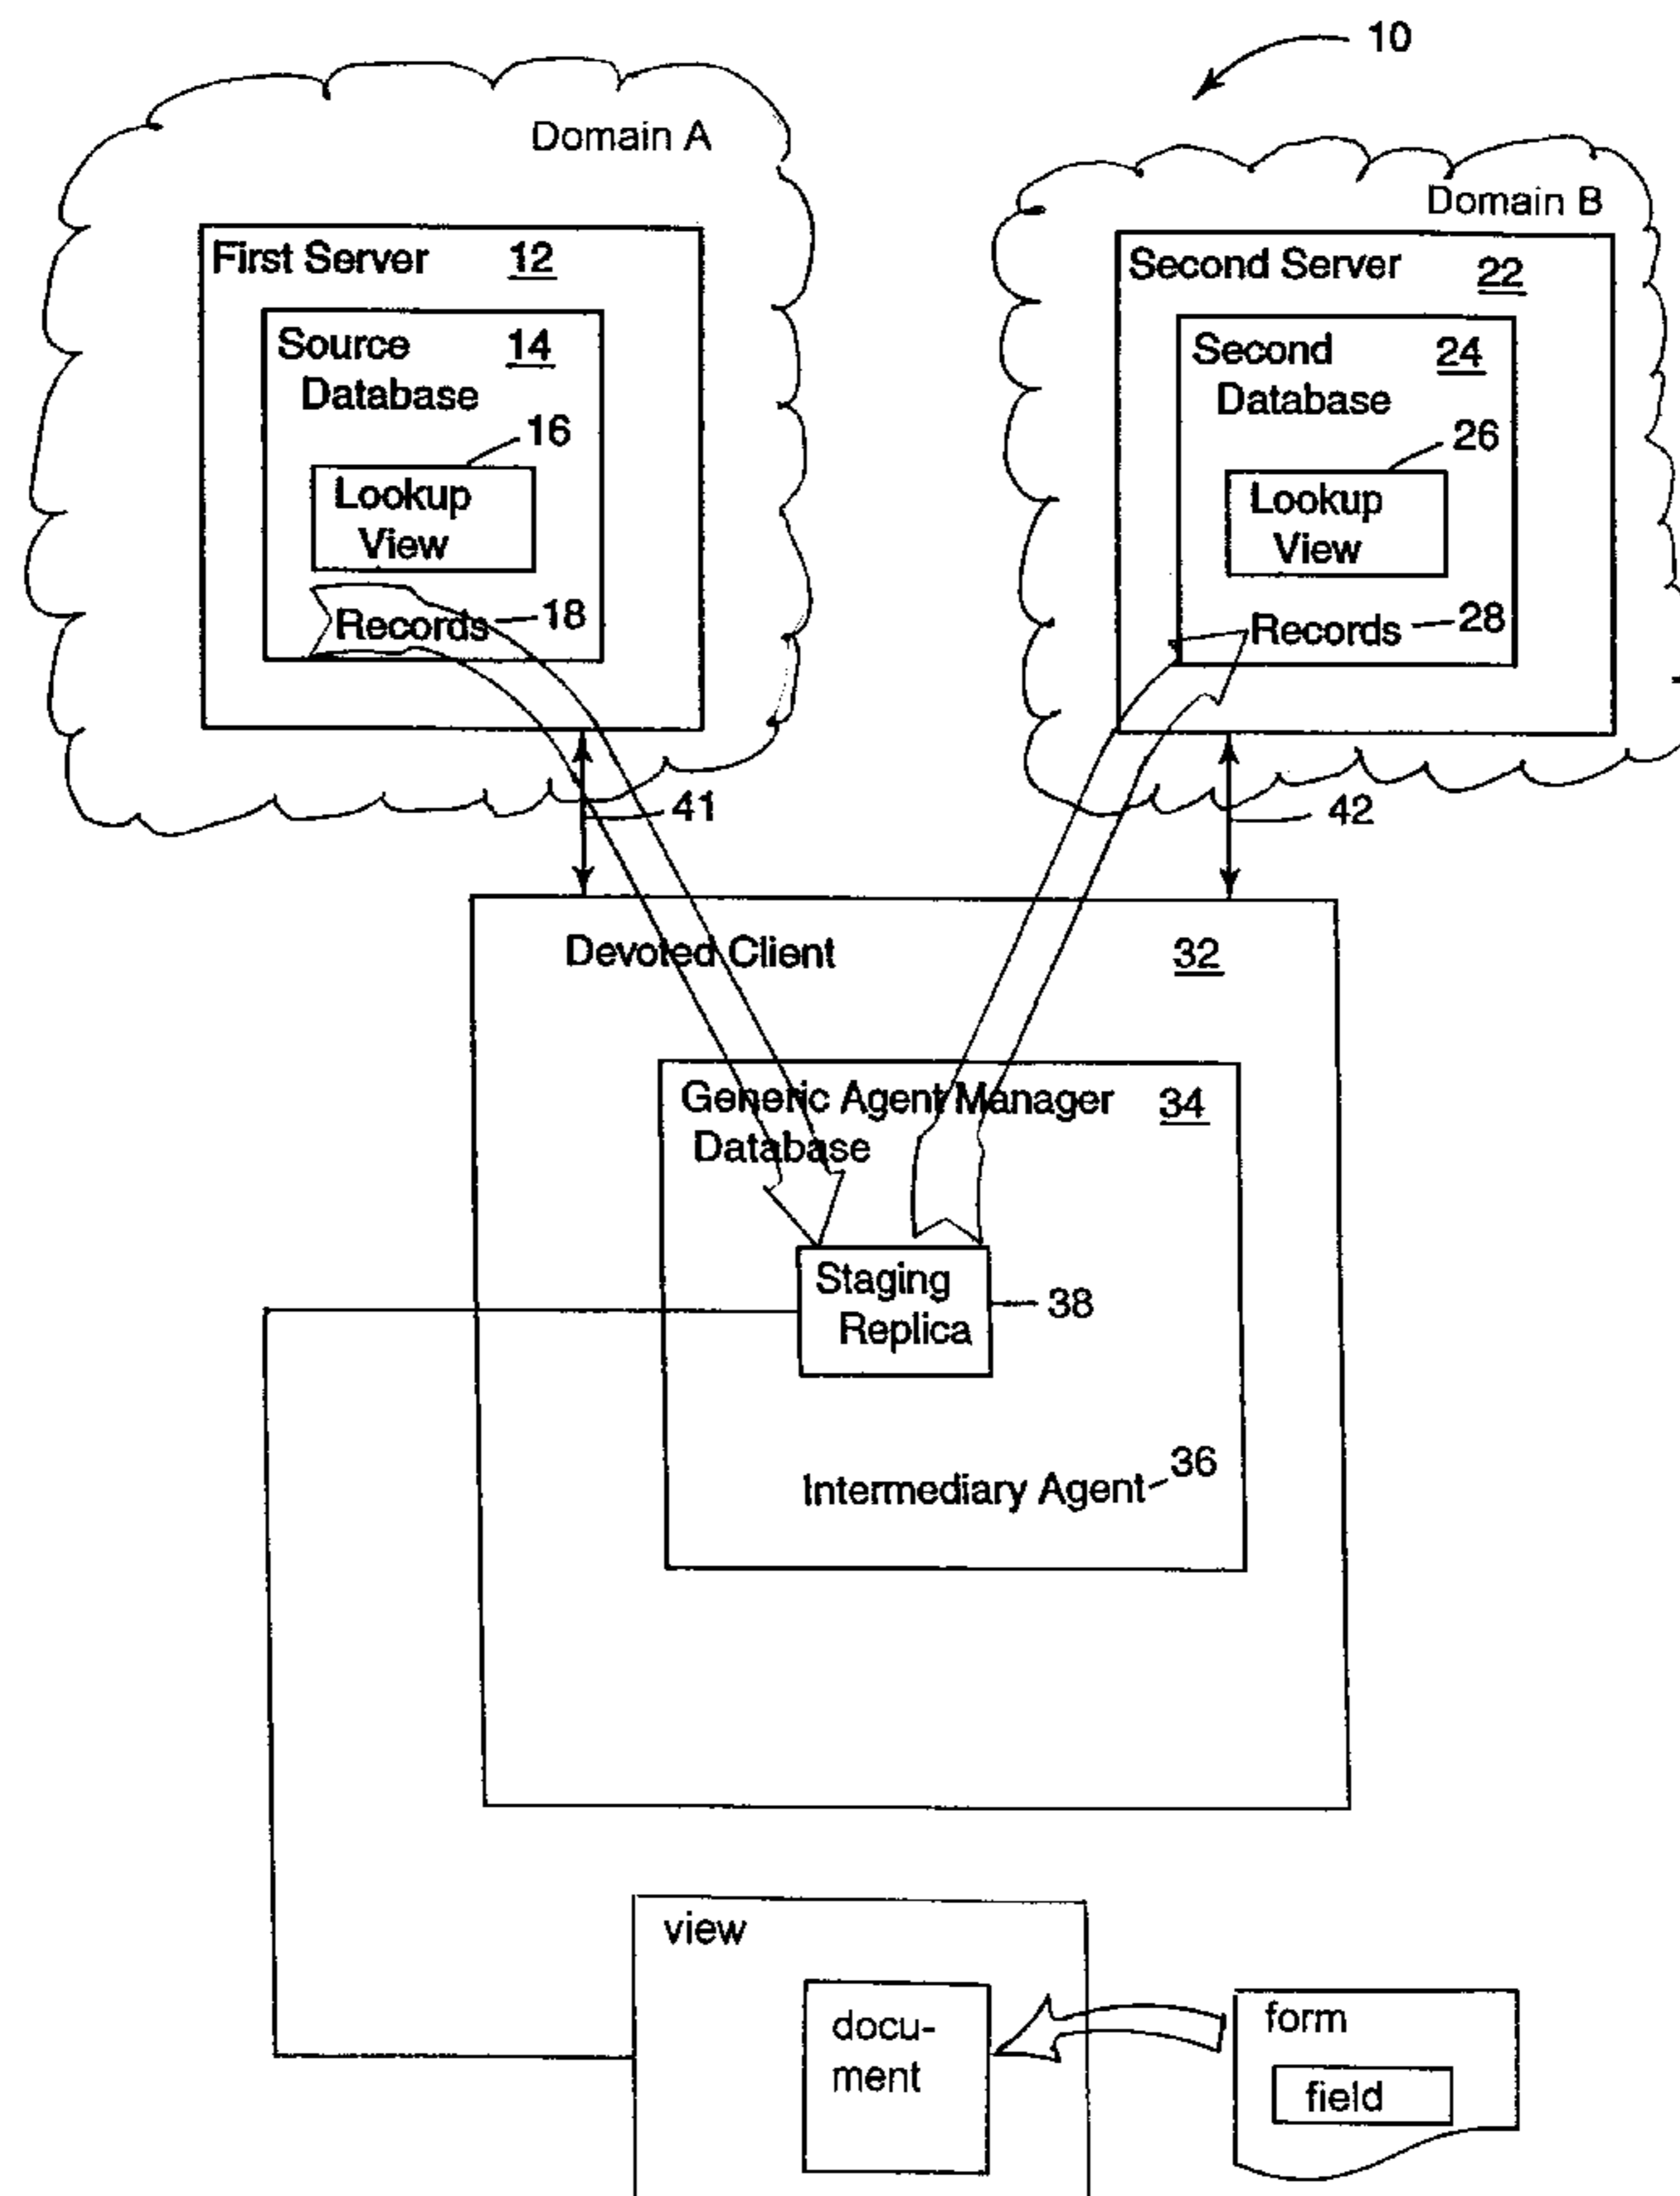 10
Domain A
Domain B
First Server 12
Source 14
Database
16
Lookup
View
Records 18
Second Server 22
Second 24
Database
26
Lookup
View
Records 28
41
42
Devoted Client 32
Generic Agent Manager 34
Database
Staging
Replica
38
Intermediary Agent 36
view
docu-
ment
form
field